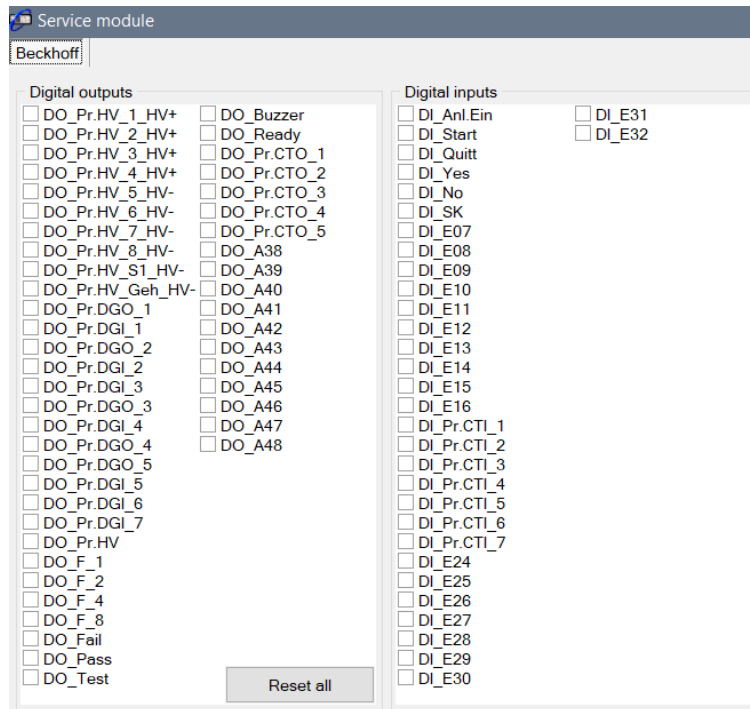 Service module
Beckhoff
Digital outputs
DO_Pr.HV_1_HV+
DO_Pr.HV_2_HV+
DO_Pr.HV_3_HV+
DO_Pr.HV_4_HV+
DO_Pr.HV_5_HV-
DO_Pr.HV_6_HV-
DO_Pr.HV_7_HV-
DO_Pr.HV_8_HV-
DO_Pr.HV_S1_HV-
DO_Pr.HV_Geh_HV-
DO_Pr.DGO_1
DO_Pr.DGI_1
DO_Pr.DGO_2
DO_Pr.DGI_2
DO_Pr.DGI_3
DO_Pr.DGO_3
DO_Pr.DGI_4
DO_Pr.DGO_4
DO_Pr.DGO_5
DO_Pr.DGI_5
DO_Pr.DGI_6
DO_Pr.DGI_7
DO_Pr.HV
DO_F_1
DO_F_2
DO_F_4
DO_F_8
DO_Fail
DO_Pass
DO_Test
DO_Buzzer
DO_Ready
DO_Pr.CTO_1
DO_Pr.CTO_2
DO_Pr.CTO_3
DO_Pr.CTO_4
DO_Pr.CTO_5
DO_A38
DO_A39
DO_A40
DO_A41
DO_A42
DO_A43
DO_A44
DO_A45
DO_A46
DO_A47
DO_A48
Reset all
Digital inputs
DI_Anl.Ein
DI_Start
DI_Quitt
DI_Yes
DI_No
DI_SK
DI_E07
DI_E08
DI_E09
DI_E10
DI_E11
DI_E12
DI_E13
DI_E14
DI_E15
DI_E16
DI_Pr.CTI_1
DI_Pr.CTI_2
DI_Pr.CTI_3
DI_Pr.CTI_4
DI_Pr.CTI_5
DI_Pr.CTI_6
DI_Pr.CTI_7
DI_E24
DI_E25
DI_E26
DI_E27
DI_E28
DI_E29
DI_E30
DI_E31
DI_E32